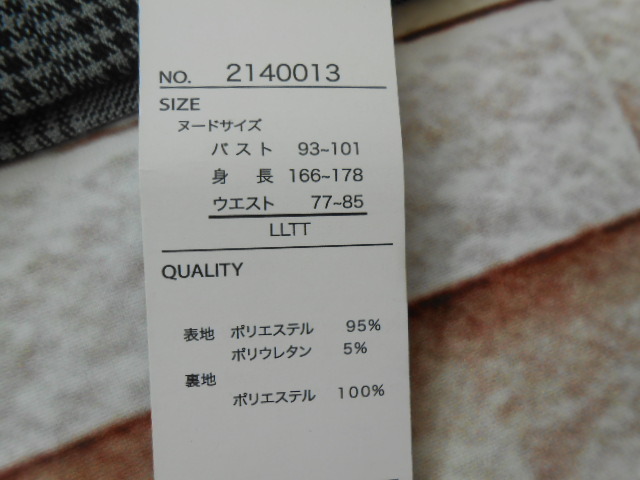 NO. 2140013
SIZE
ヌードサイズ
バスト 93~101
身長 166~178
ウエスト 77~85
LLTT
QUALITY
表地 ポリエステル 95%
ポリウレタン 5%
裏地
ポリエステル 100%